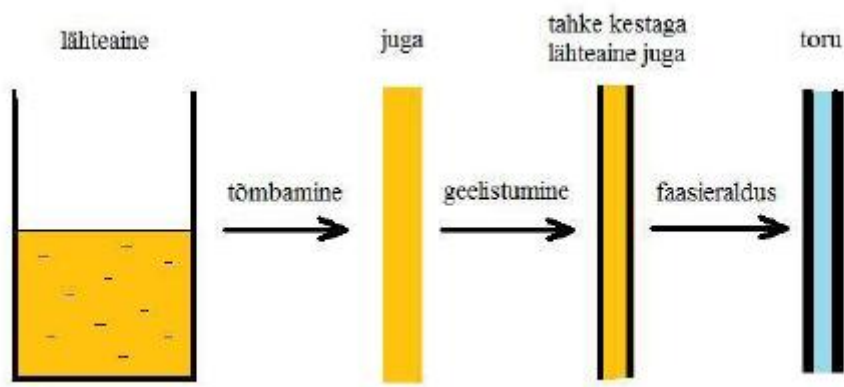 lähteaine
juga
tahke kestaga
lähteaine juga
toru
tõmbamine
geelistumine
faasieraldus